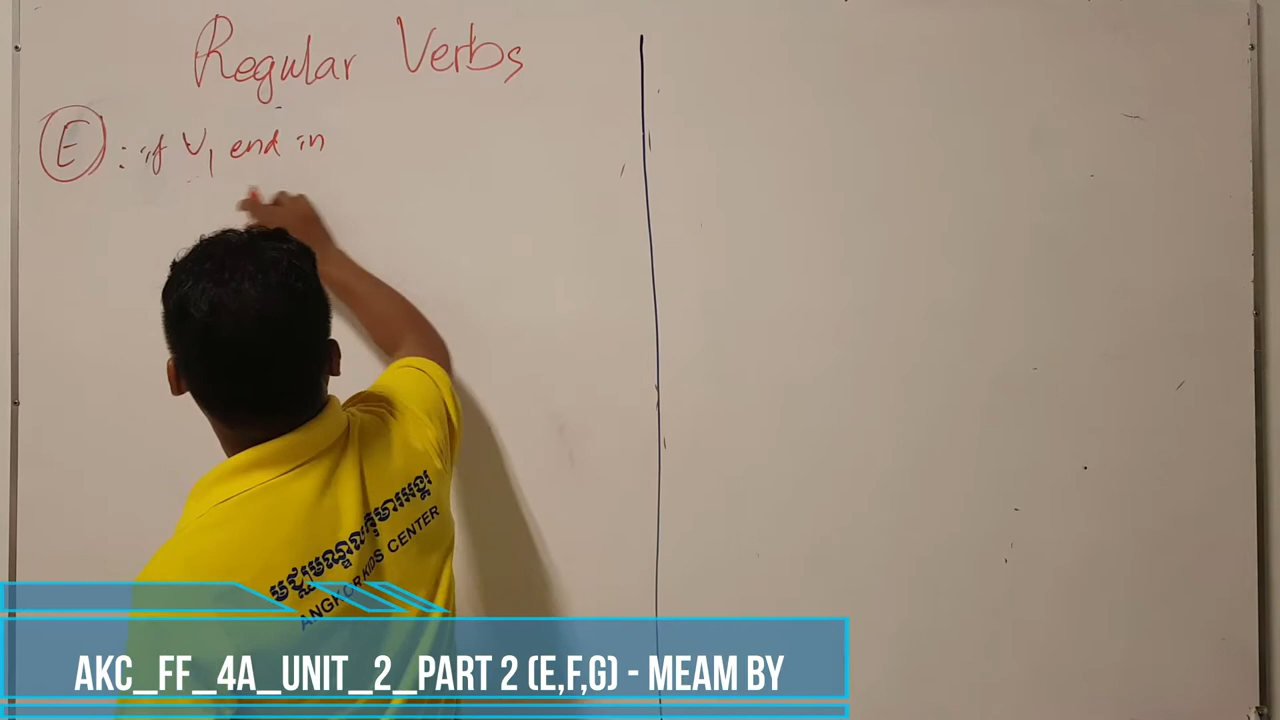 Regular Verbs
E : if V1 end in
មជ្ឈមណ្ឌលកុមារអង្គរ
ANGKOR KIDS CENTER
AKC_FF_4A_UNIT_2_PART 2 (E,F,G) - MEAM BY